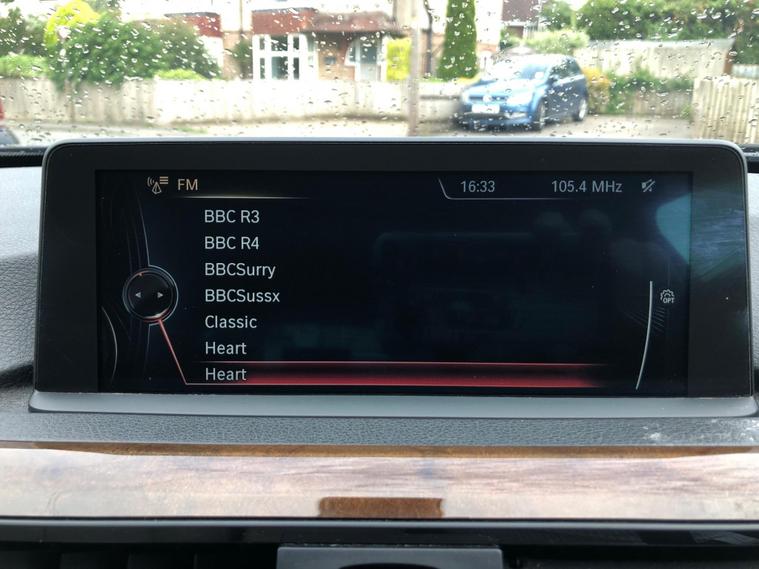 FM 16:33 105.4 MHz
BBC R3
BBC R4
BBCSurry
BBCSussx
OPT
Classic
Heart
Heart